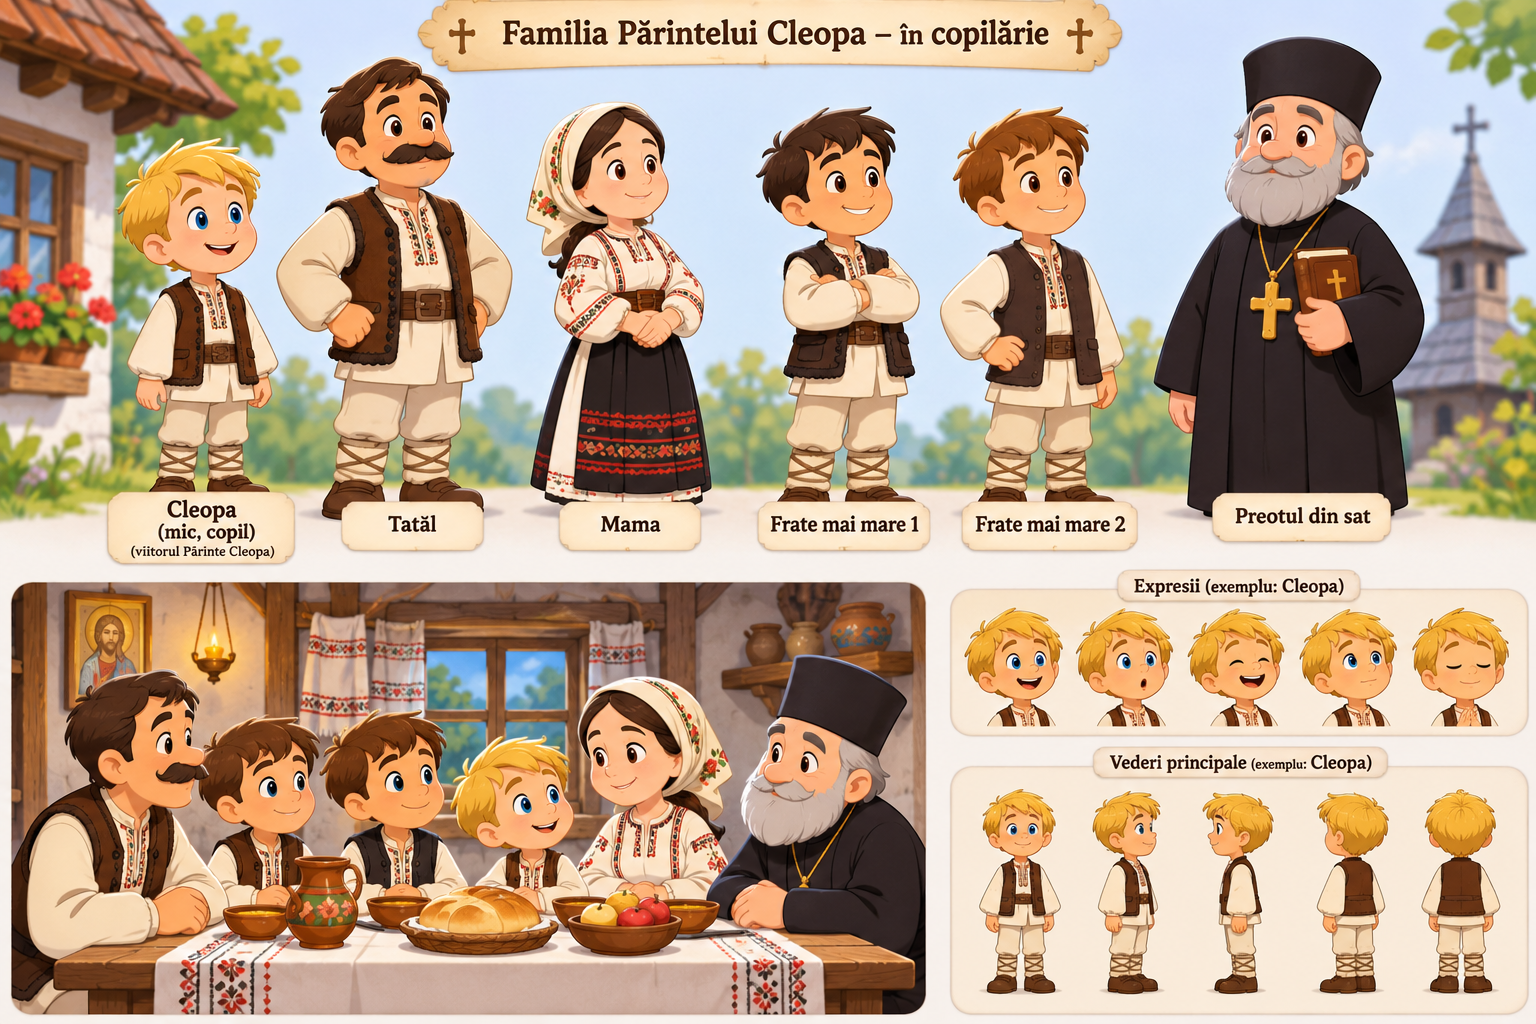 Familia Părintelui Cleopa – în copilărie
Cleopa
(mic, copil)
(viitorul Părinte Cleopa)
Tatăl
Mama
Frate mai mare 1
Frate mai mare 2
Preotul din sat
Expresii (exemplu: Cleopa)
Vederi principale (exemplu: Cleopa)